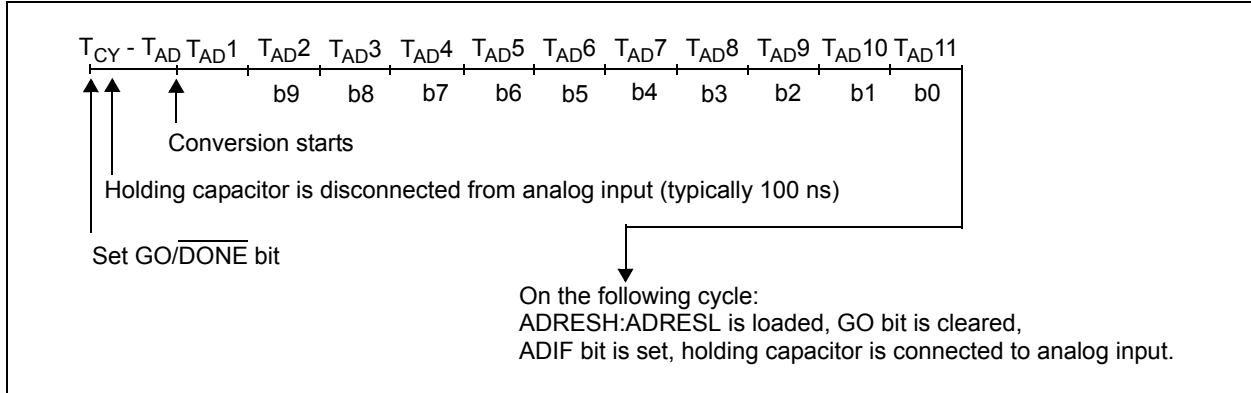 TCY - TAD TAD1 TAD2 TAD3 TAD4 TAD5 TAD6 TAD7 TAD8 TAD9 TAD10 TAD11
b9 b8 b7 b6 b5 b4 b3 b2 b1 b0
Conversion starts
Holding capacitor is disconnected from analog input (typically 100 ns)
Set GO/DONE bit
On the following cycle:
ADRESH:ADRESL is loaded, GO bit is cleared,
ADIF bit is set, holding capacitor is connected to analog input.